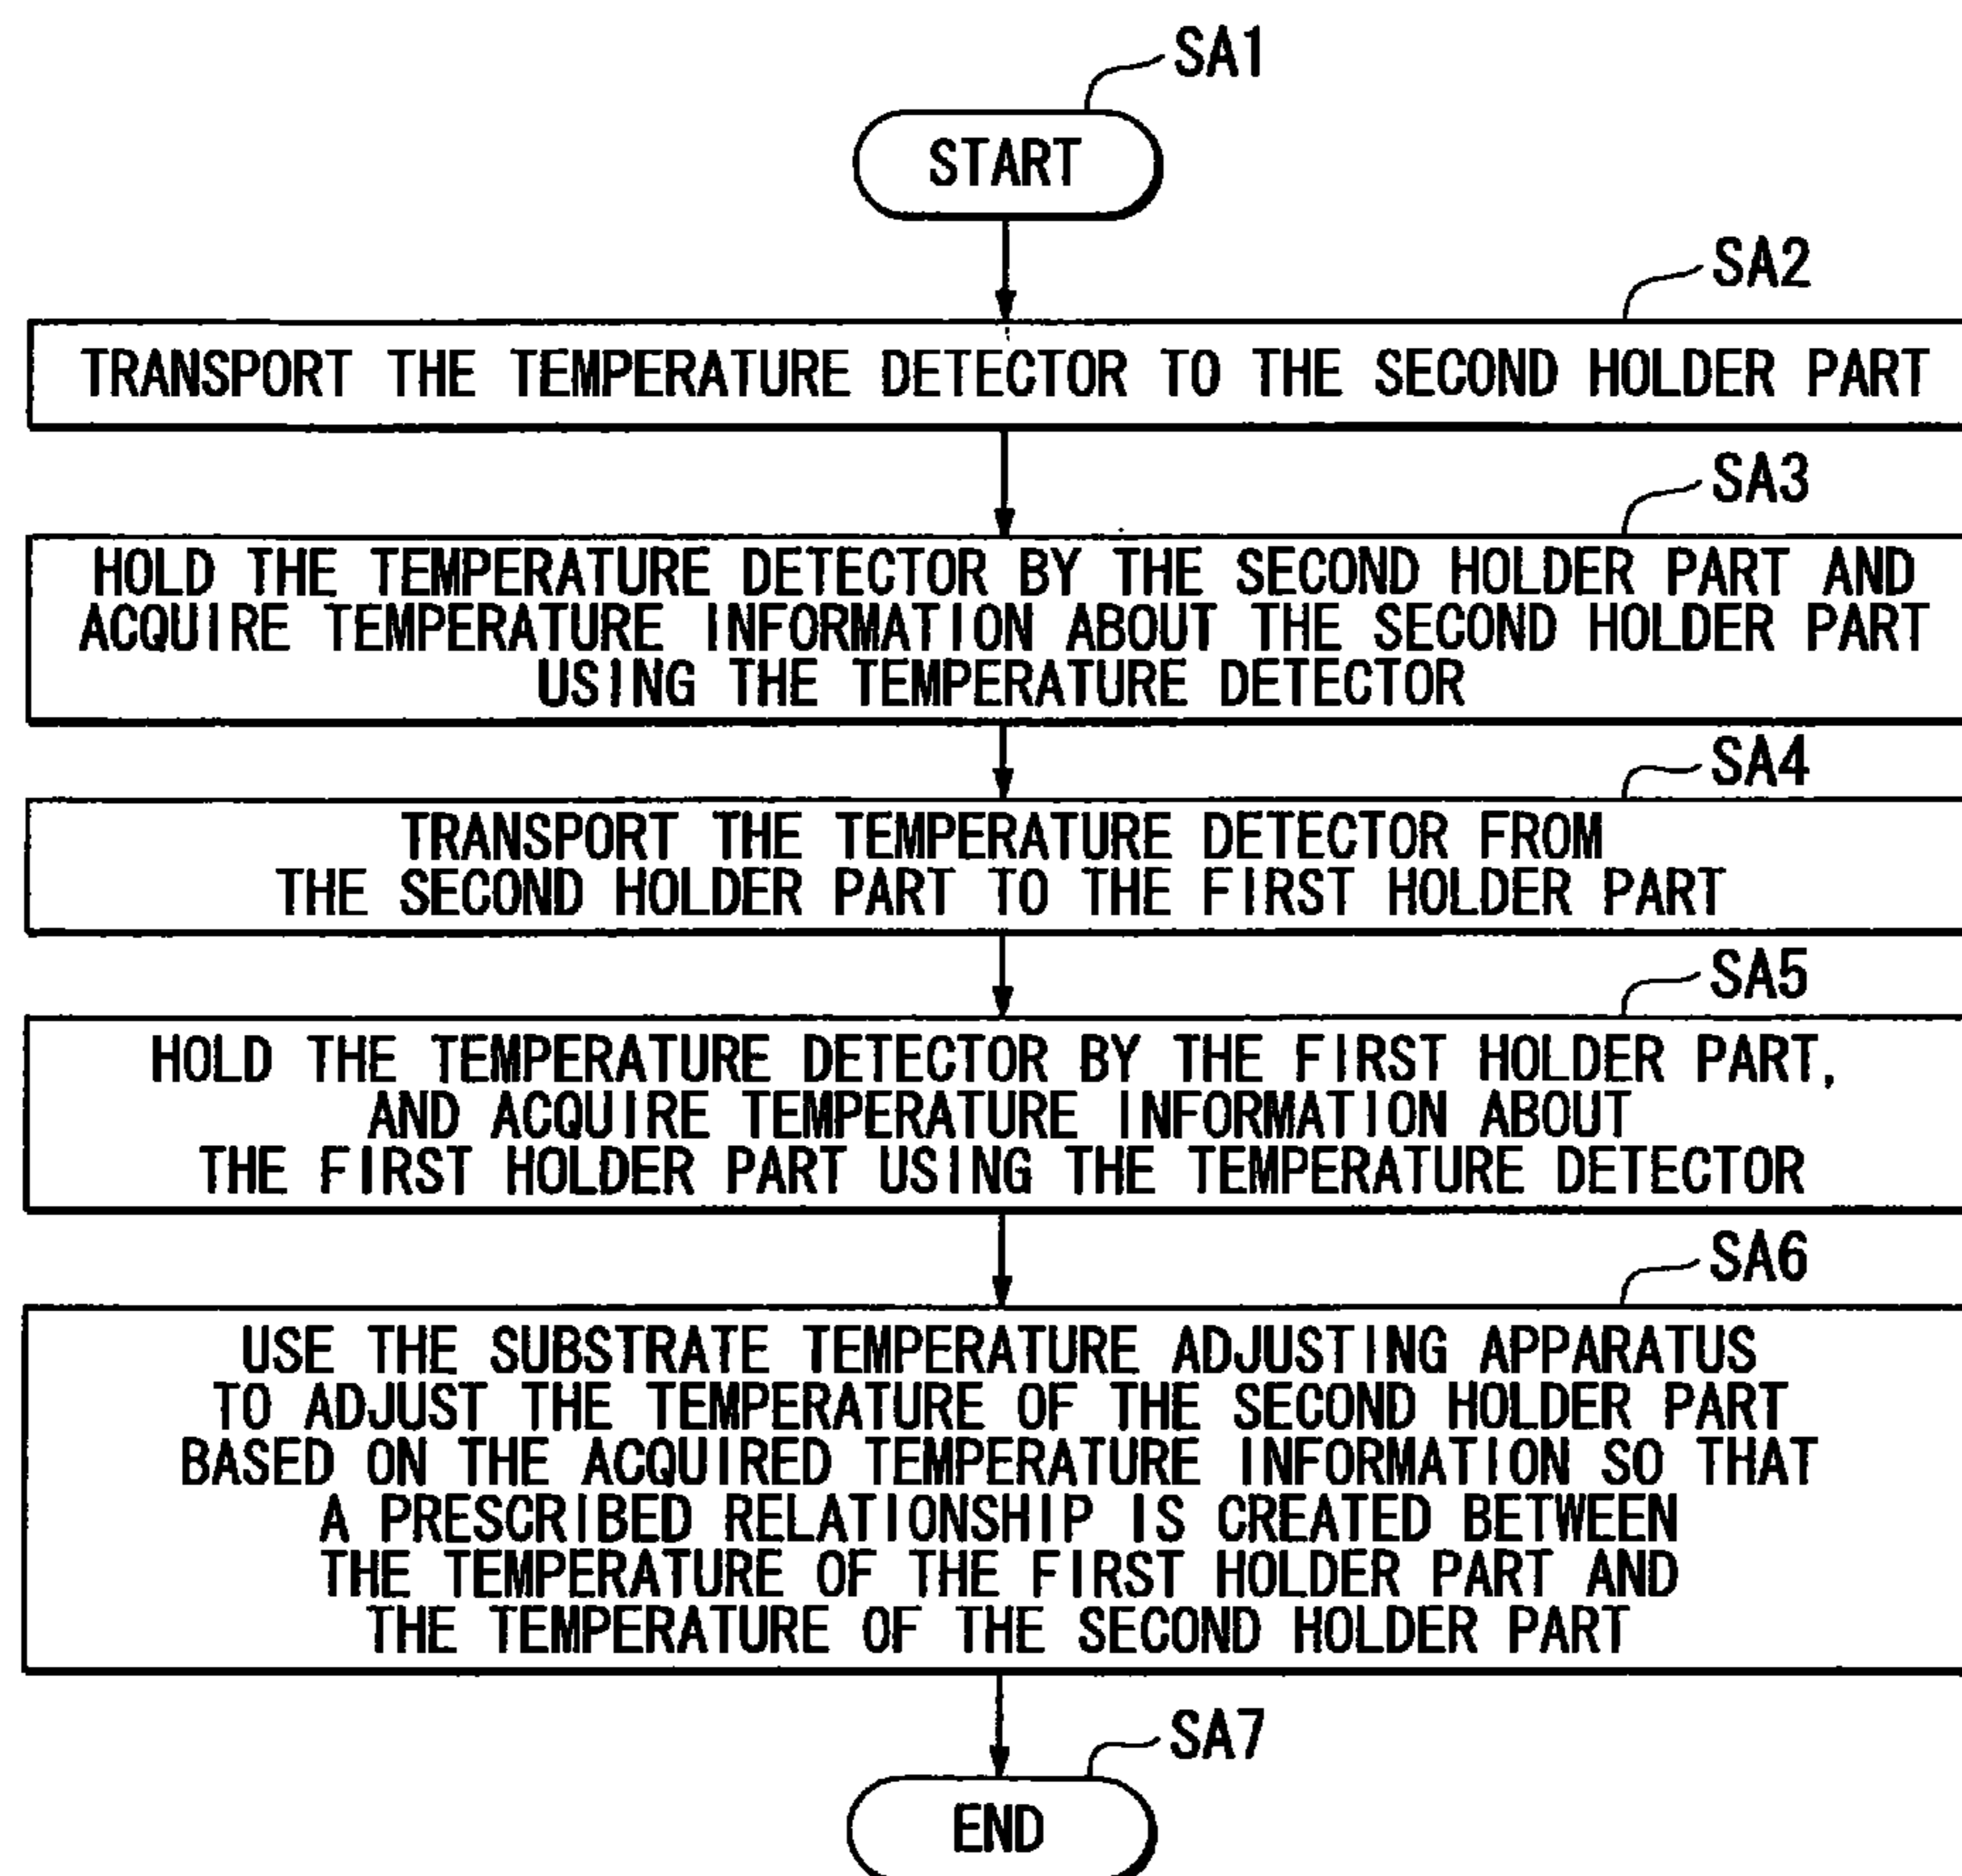 SA1
START
SA2
TRANSPORT THE TEMPERATURE DETECTOR TO THE SECOND HOLDER PART
SA3
HOLD THE TEMPERATURE DETECTOR BY THE SECOND HOLDER PART AND
ACQUIRE TEMPERATURE INFORMATION ABOUT THE SECOND HOLDER PART
USING THE TEMPERATURE DETECTOR
SA4
TRANSPORT THE TEMPERATURE DETECTOR FROM
THE SECOND HOLDER PART TO THE FIRST HOLDER PART
SA5
HOLD THE TEMPERATURE DETECTOR BY THE FIRST HOLDER PART,
AND ACQUIRE TEMPERATURE INFORMATION ABOUT
THE FIRST HOLDER PART USING THE TEMPERATURE DETECTOR
SA6
USE THE SUBSTRATE TEMPERATURE ADJUSTING APPARATUS
TO ADJUST THE TEMPERATURE OF THE SECOND HOLDER PART
BASED ON THE ACQUIRED TEMPERATURE INFORMATION SO THAT
A PRESCRIBED RELATIONSHIP IS CREATED BETWEEN
THE TEMPERATURE OF THE FIRST HOLDER PART AND
THE TEMPERATURE OF THE SECOND HOLDER PART
SA7
END